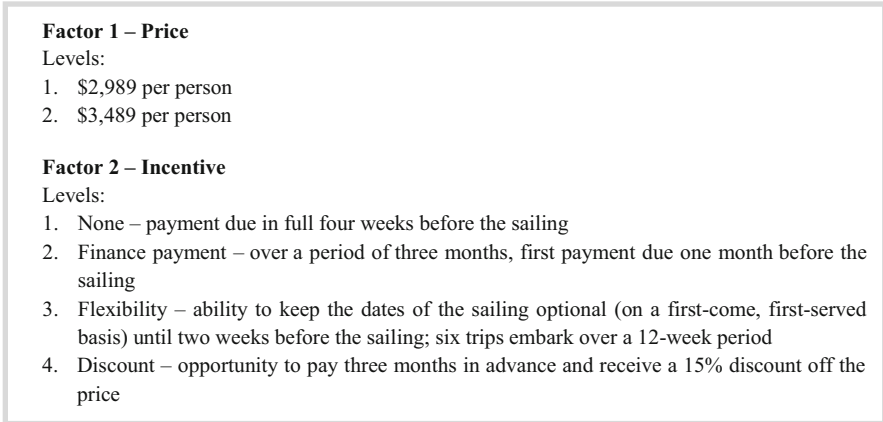 Factor 1 – Price
Levels:
1. $2,989 per person
2. $3,489 per person
Factor 2 – Incentive
Levels:
1. None – payment due in full four weeks before the sailing
2. Finance payment – over a period of three months, first payment due one month before the
sailing
3. Flexibility – ability to keep the dates of the sailing optional (on a first-come, first-served
basis) until two weeks before the sailing; six trips embark over a 12-week period
4. Discount – opportunity to pay three months in advance and receive a 15% discount off the
price